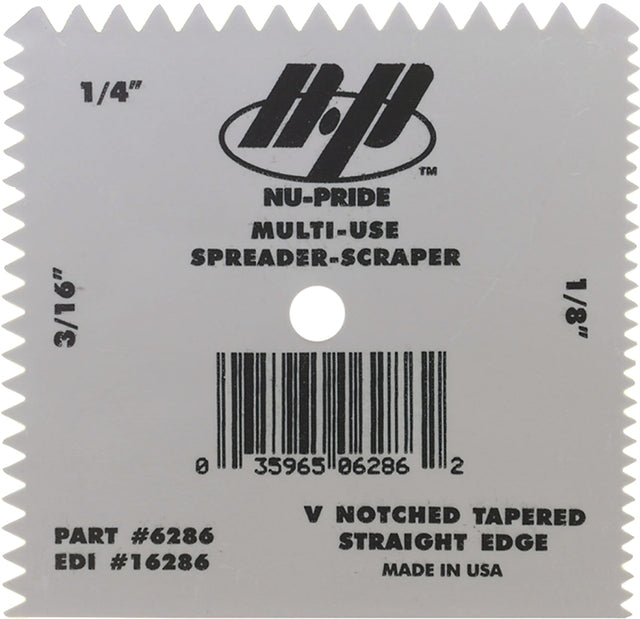 1/4"
N·P
TM
NU-PRIDE
MULTI-USE
SPREADER-SCRAPER
3/16"
1/8"
0 35965 06286 2
PART #6286
EDI #16286
V NOTCHED TAPERED
STRAIGHT EDGE
MADE IN USA